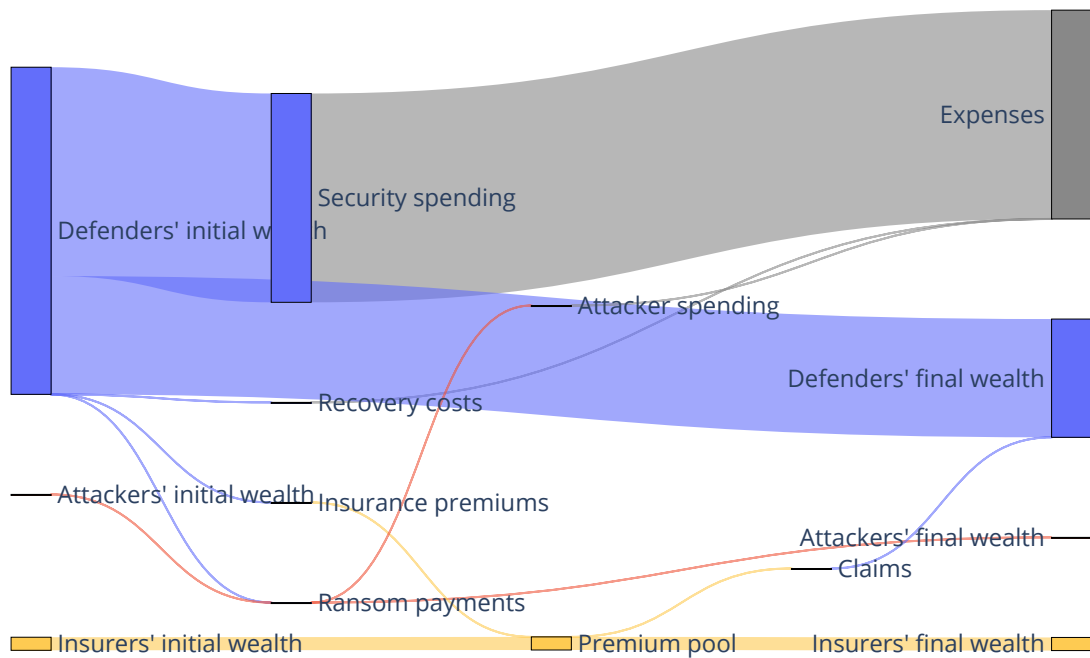 Expenses
Security spending
Defenders' initial wealth
Attacker spending
Defenders' final wealth
Recovery costs
Attackers' initial wealth
Insurance premiums
Attackers' final wealth
Claims
Ransom payments
Insurers' initial wealth
Premium pool
Insurers' final wealth